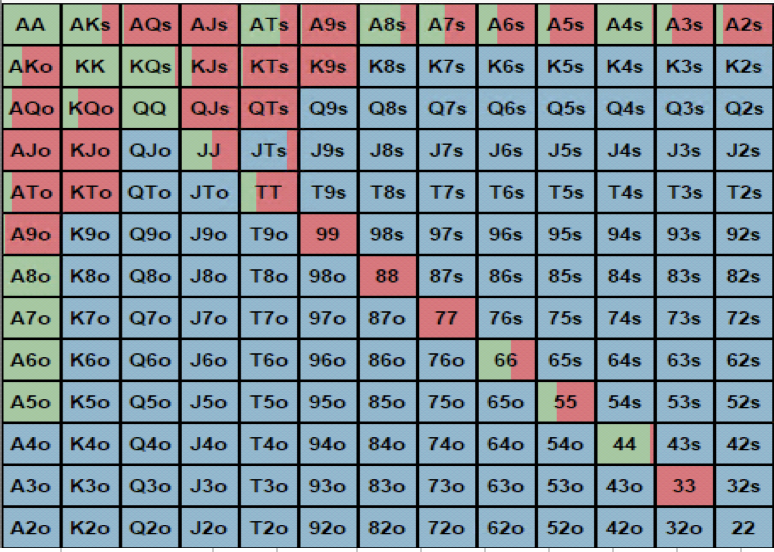 AA AKs AQs AJs ATs A9s A8s A7s A6s A5s A4s A3s A2s
AKo KK KQs KJs KTs K9s K8s K7s K6s K5s K4s K3s K2s
AQo KQo QQ QJs QTs Q9s Q8s Q7s Q6s Q5s Q4s Q3s Q2s
AJo KJo QJo JJ JTs J9s J8s J7s J6s J5s J4s J3s J2s
ATo KTo QTo JTo TT T9s T8s T7s T6s T5s T4s T3s T2s
A9o K9o Q9o J9o T9o 99 98s 97s 96s 95s 94s 93s 92s
A8o K8o Q8o J8o T8o 98o 88 87s 86s 85s 84s 83s 82s
A7o K7o Q7o J7o T7o 97o 87o 77 76s 75s 74s 73s 72s
A6o K6o Q6o J6o T6o 96o 86o 76o 66 65s 64s 63s 62s
A5o K5o Q5o J5o T5o 95o 85o 75o 65o 55 54s 53s 52s
A4o K4o Q4o J4o T4o 94o 84o 74o 64o 54o 44 43s 42s
A3o K3o Q3o J3o T3o 93o 83o 73o 63o 53o 43o 33 32s
A2o K2o Q2o J2o T2o 92o 82o 72o 62o 52o 42o 32o 22